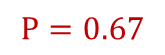 P = 0.67